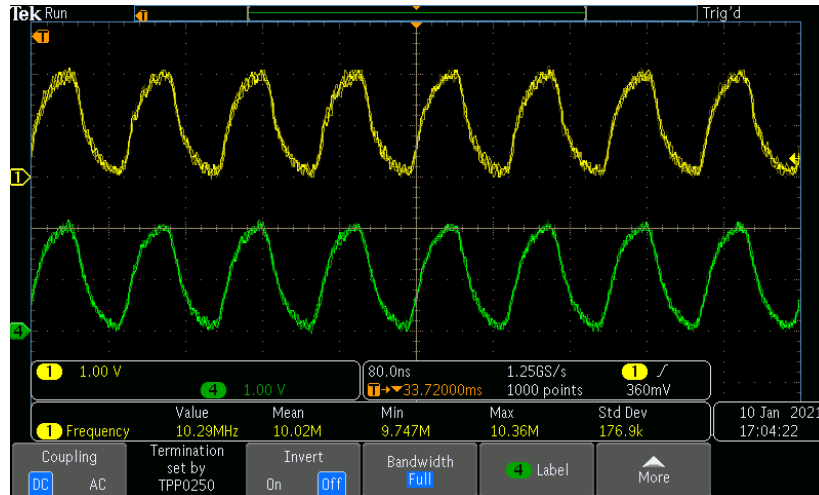 Tek Run Trig'd
T
T
1
4
1 1.00 V
4 1.00 V
80.0ns 1.25GS/s 1
T→▼33.72000ms 1000 points 360mV
Value Mean Min Max Std Dev
1 Frequency 10.29MHz 10.02M 9.747M 10.36M 176.9k
10 Jan 2021
17:04:22
Coupling
DC AC
Termination
set by
TPP0250
Invert
On Off
Bandwidth
Full
4 Label
More